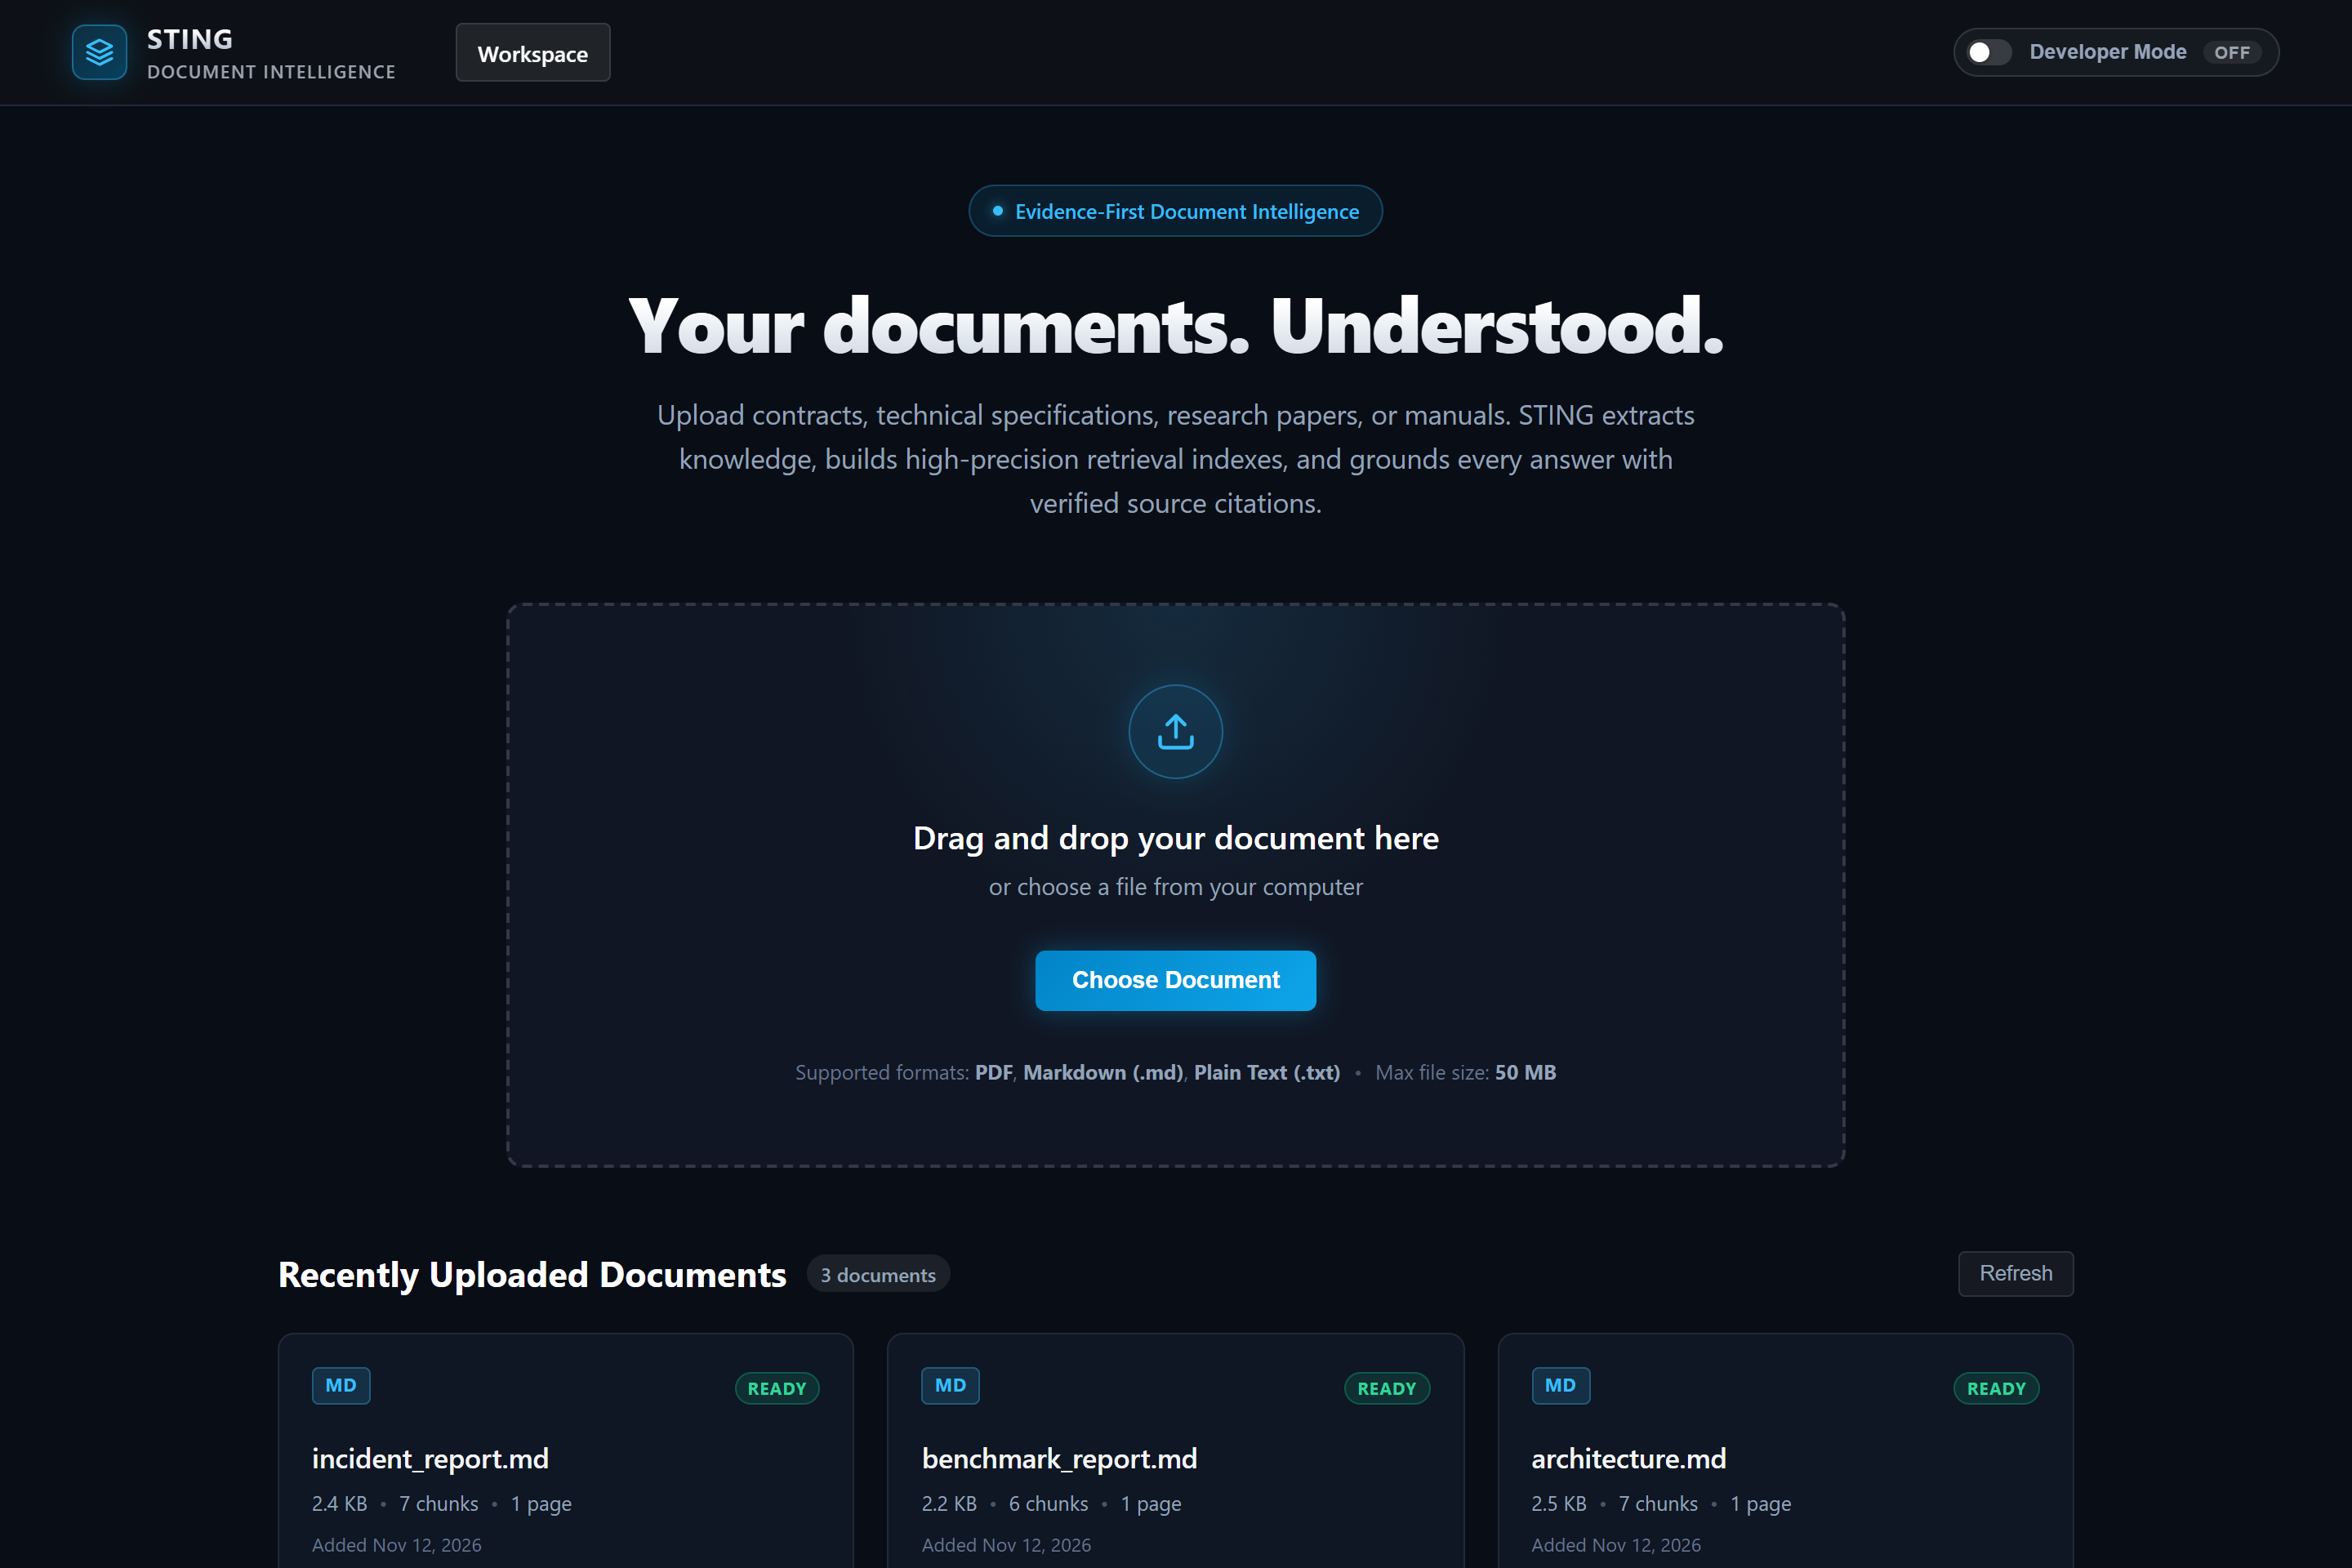 STING
DOCUMENT INTELLIGENCE
Workspace
Developer Mode OFF
Evidence-First Document Intelligence
Your documents. Understood.
Upload contracts, technical specifications, research papers, or manuals. STING extracts
knowledge, builds high-precision retrieval indexes, and grounds every answer with
verified source citations.
Drag and drop your document here
or choose a file from your computer
Choose Document
Supported formats: PDF, Markdown (.md), Plain Text (.txt) • Max file size: 50 MB
Recently Uploaded Documents 3 documents
Refresh
MD READY
incident_report.md
2.4 KB • 7 chunks • 1 page
Added Nov 12, 2026
MD READY
benchmark_report.md
2.2 KB • 6 chunks • 1 page
Added Nov 12, 2026
MD READY
architecture.md
2.5 KB • 7 chunks • 1 page
Added Nov 12, 2026